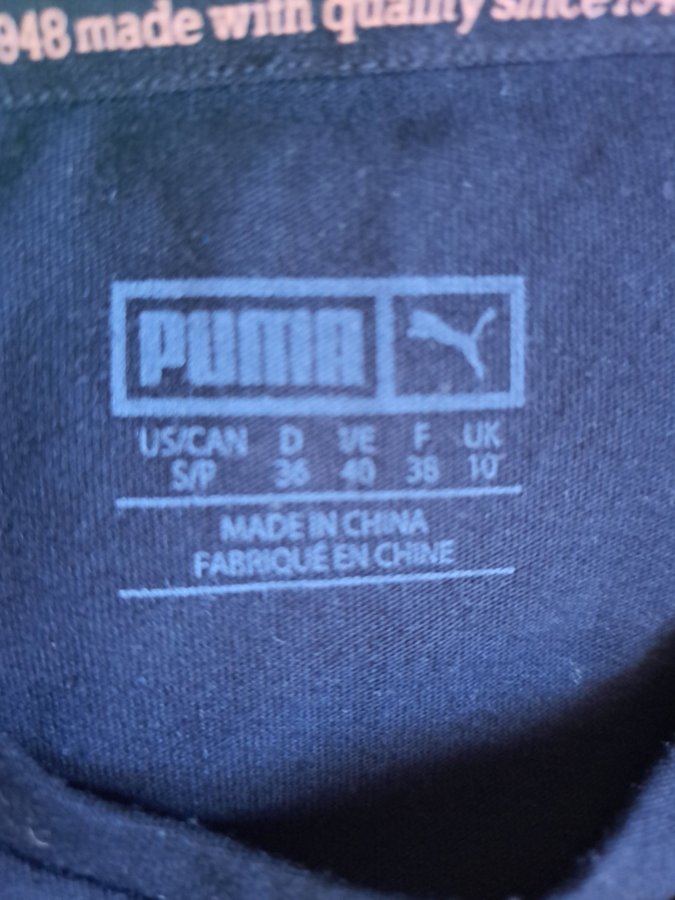 948 made with quality since 194
PUMA
US/CAN D I/E F UK
S/P 36 40 38 10
MADE IN CHINA
FABRIQUÉ EN CHINE